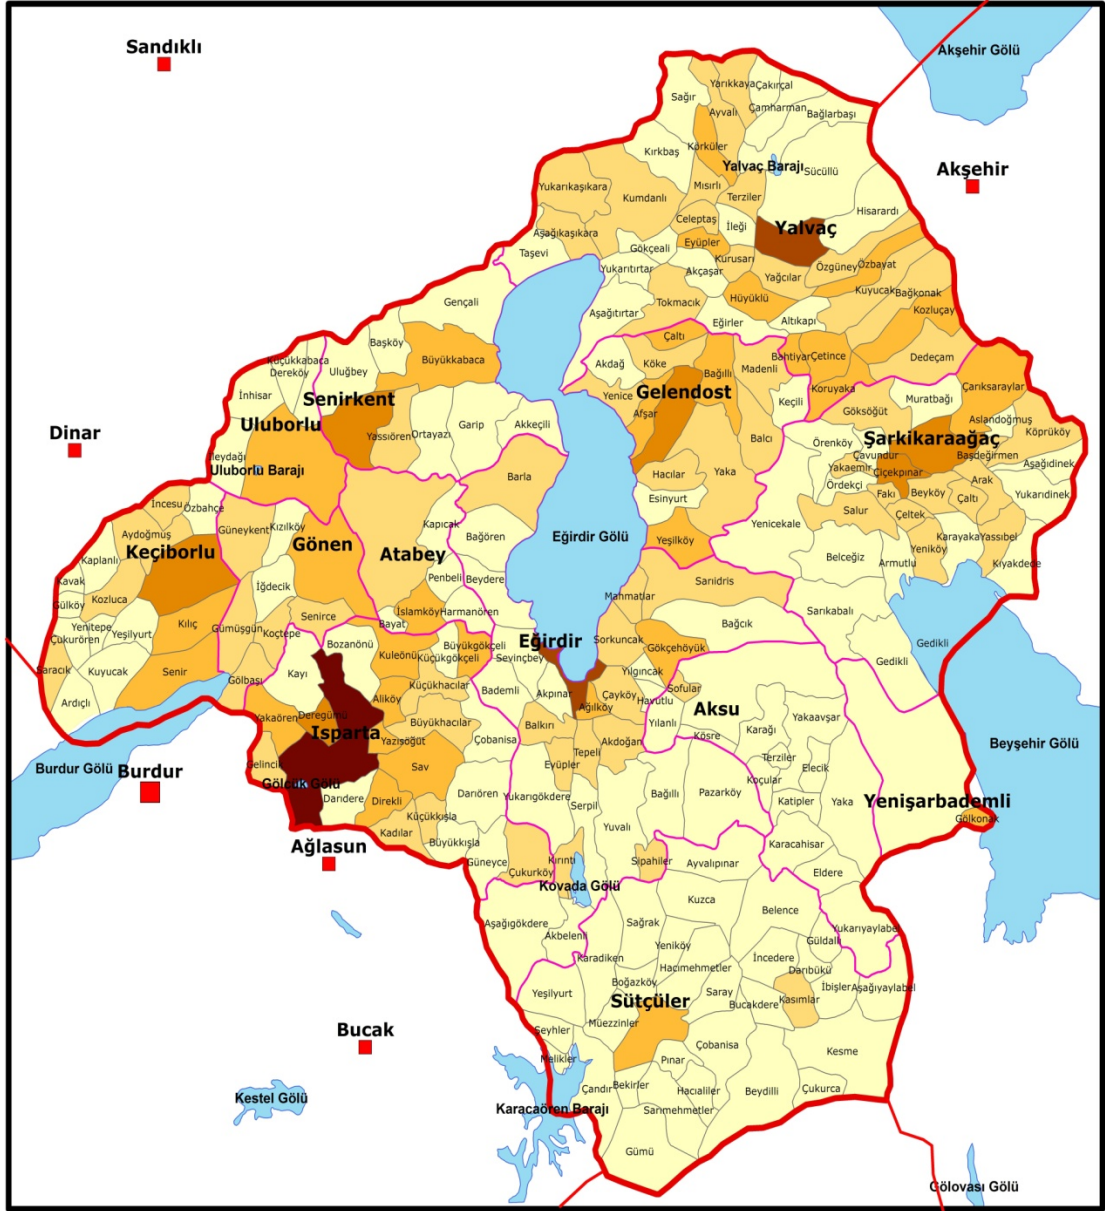 Sandıklı
Akşehir Gölü
Yarıkkaya
Çakırçal
Sağır
Çamharman
Ayvalı
Bağlarbaşı
Körküler
Kırkbaş
Yalvaç Barajı
Sücüllü
Akşehir
Yukarıkaşıkara
Mısırlı
Kumdanlı
Terziler
Hisarardı
Celeptaş
İleği
Yalvaç
Aşağıkaşıkara
Eyüpler
Gökçeali
Taşevi
Kurusarı
Özbayat
Yukarıtırtar
Akçaşar
Yağcılar
Özgüney
Kuyucak
Bağkonak
Gençali
Tokmacık
Hüyüklü
Aşağıtırtar
Kozluçay
Eğirler
Altıkapı
Çaltı
Başköy
Küçükkabaca
Dereköy
Uluğbey
Büyükkabaca
Akdağ
Köke
Bağıllı
Madenli
Bahtiyar
Çetince
Dedeçam
İnhisar
Senirkent
Yenice
Gelendost
Koruyaka
Çarıksaraylar
Keçili
Muratbağı
Afşar
Göksöğüt
Aslandoğmuş
Uluborlu
Yassıören
Ortayazı
Garip
Akkeçili
Köprüköy
Dinar
Balcı
Örenköy
Şarkikaraağaç
Çavundur
Başdeğirmen
Aşağıdinek
Uluborlu Barajı
Barla
Hacılar
Yaka
Yakaemir
Çiçekpınar
Arak
Ördekçi
Fakı
Beyköy
Çaltı
Yukarıdinek
İncesu
Özbahçe
Esinyurt
Salur
Çeltek
Güneykent
Kızılköy
Kapıcak
Yenicekale
Aydoğmuş
Bağören
Eğirdir Gölü
Yeşilköy
Karayaka
Yassıbel
Gönen
Atabey
Keçiborlu
Belceğiz
Yeniköy
Kaplanlı
Armutlu
Kıyakdede
Kavak
İğdecik
Penbeli
Beydere
Sarıidris
Gülköy
Kozluca
Mahmatlar
Gümüşgün
Senirce
İslamköy
Harmanören
Sarıkabalı
Yenitepe
Yeşilyurt
Kılıç
Koçtepe
Bayat
Bağcık
Çukurören
Bozanönü
Büyükgökçeli
Eğirdir
Sorkuncak
Gökçehöyük
Kuleönü
Küçükgökçeli
Sevinçbey
Gedikli
Gedikli
Saracık
Kuyucak
Senir
Kayı
Yılgıncak
Gölbaşı
Küçükhacılar
Bademli
Akpınar
Çayköy
Sofular
Ardıçlı
Aliköy
Havutlu
Ağılköy
Aksu
Yakaören
Deregümü
Büyükhacılar
Balkırı
Yılanlı
Yakaavşar
Isparta
Yazısöğüt
Çobanisa
Akdoğan
Kösre
Karağı
Beyşehir Gölü
Tepeli
Gelincik
Sav
Eyüpler
Terziler
Elecik
Burdur Gölü
Burdur
Gölcük Gölü
Koçular
Dandere
Darıören
Yukarıgökdere
Bağıllı
Pazarköy
Katipler
Yaka
Yenişarbademli
Direkli
Serpil
Küçükkışla
Gölkonak
Kadılar
Yuvalı
Ağlasun
Büyükkışla
Karacahisar
Güneyce
Kırıntı
Sipahiler
Ayvalıpınar
Çukurköy
Eldere
Kovada Gölü
Kuzca
Belence
Aşağıgökdere
Sağrak
Yukarıyaylabel
Akbelenli
Güldalı
Yeniköy
Karadiken
İncedere
Hacımehmetler
Darıbükü
Boğazköy
Yeşilyurt
Sütçüler
Saray
İbişler
Aşağıyaylabel
Kasımlar
Bucakdere
Bucak
Şeyhler
Müezzinler
Çobanisa
Kesme
Melikler
Pınar
Çandır
Bekirler
Hacıaliler
Beydilli
Çukurca
Kestel Gölü
Karacaören Barajı
Sarımehmetler
Gümü
Gölovası Gölü